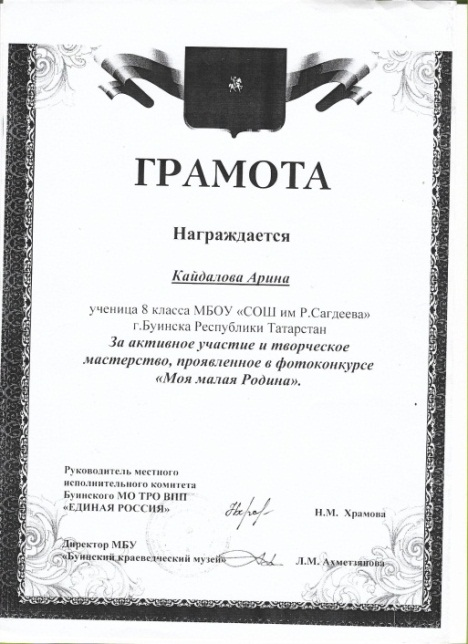 ГРАМОТА
Награждается
Кайдалова Арина
ученица 8 класса МБОУ «СОШ им Р.Сагдеева»
г.Буинска Республики Татарстан
За активное участие и творческое
мастерство, проявленное в фотоконкурсе
«Моя малая Родина».
Руководитель местного
исполнительного комитета
Буинского МО ТРО ВПП
«ЕДИНАЯ РОССИЯ» Н.М. Храмова
Директор МБУ
«Буинский краеведческий музей» Л.М. Ахметзянова